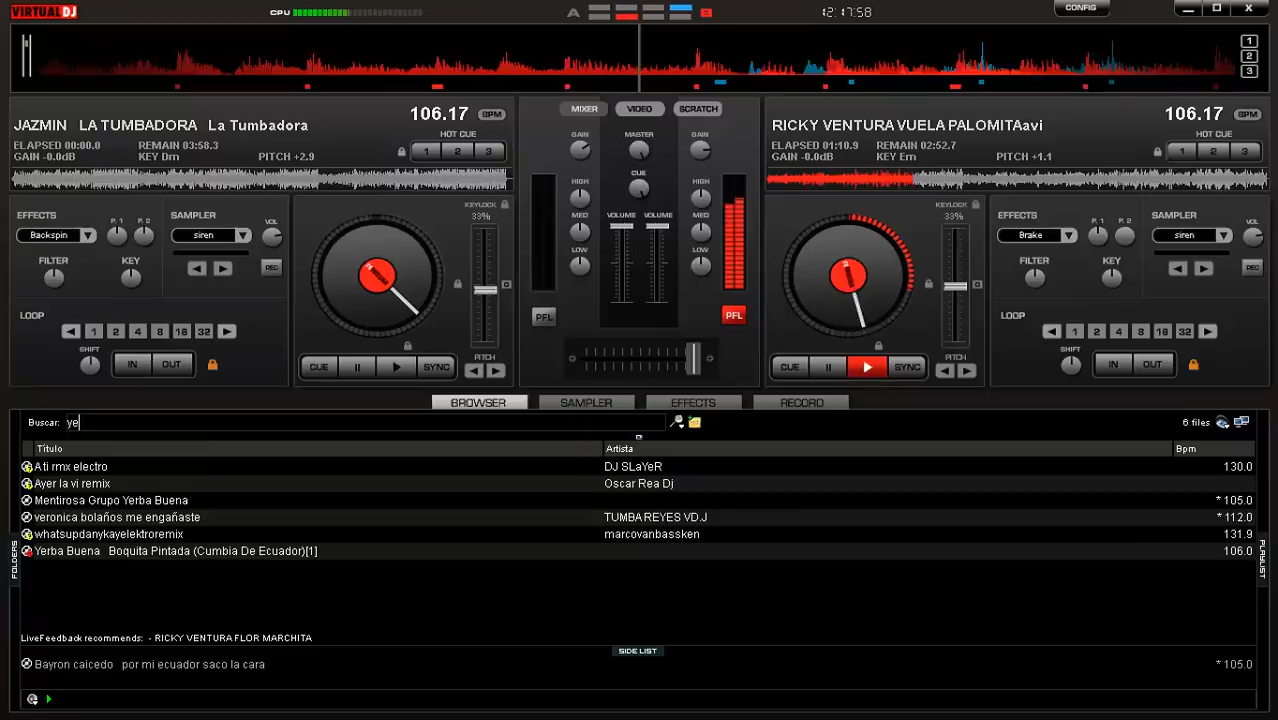 VIRTUAL DJ CPU A B 12:17:58 CONFIG
1
2
3
JAZMIN LA TUMBADORA La Tumbadora 106.17 BPM
ELAPSED 00:00.0 REMAIN 03:58.3 HOT CUE
GAIN -0.0dB KEY Dm PITCH +2.9 1 2 3
MIXER VIDEO SCRATCH
GAIN MASTER GAIN
CUE
HIGH HIGH
MED VOLUME VOLUME MED
LOW LOW
PFL PFL
RICKY VENTURA VUELA PALOMITAavi 106.17 BPM
ELAPSED 01:10.9 REMAIN 02:52.7 HOT CUE
GAIN -0.0dB KEY Em PITCH +1.1 1 2 3
EFFECTS P. 1 P. 2 SAMPLER VOL
Backspin siren
FILTER KEY REC
LOOP
1 2 4 8 16 32
SHIFT IN OUT
KEYLOCK
33%
CUE SYNC PITCH
KEYLOCK
33%
CUE SYNC PITCH
EFFECTS P. 1 P. 2 SAMPLER VOL
Brake siren
FILTER KEY REC
LOOP
1 2 4 8 16 32
SHIFT IN OUT
BROWSER SAMPLER EFFECTS RECORD
Buscar: ye 6 files
Título Artista Bpm
A ti rmx electro DJ SLaYeR 130.0
Ayer la vi remix Oscar Rea Dj
Mentirosa Grupo Yerba Buena * 105.0
veronica bolaños me engañaste TUMBA REYES VD.J * 112.0
whatsupdanykayelektroremix marcovanbassken 131.9
Yerba Buena Boquita Pintada (Cumbia De Ecuador)[1] 106.0
FOLDERS
PLAYLIST
LiveFeedback recommends: - RICKY VENTURA FLOR MARCHITA
SIDE LIST
Bayron caicedo por mi ecuador saco la cara * 105.0